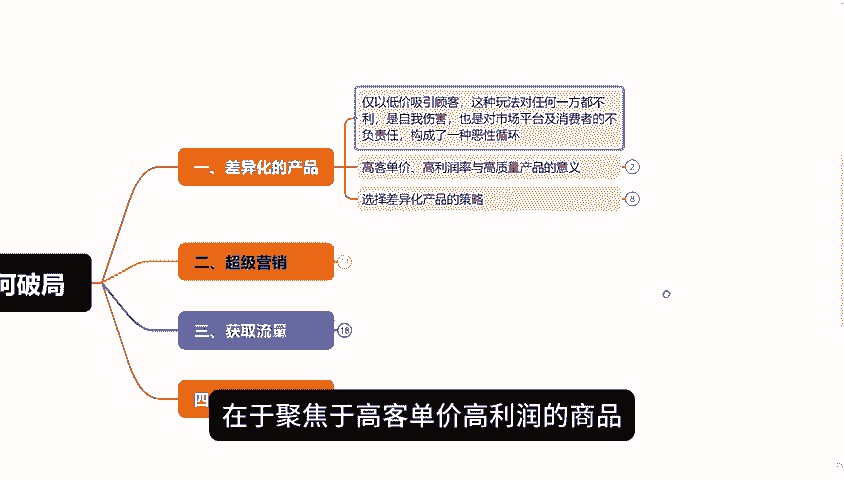 仅以低价吸引顾客，这种玩法对任何一方都不
利，是自我伤害，也是对市场平台及消费者的不
负责任，构成了一种恶性循环
一、差异化的产品
高客单价、高利润率与高质量产品的意义
2
选择差异化产品的策略
8
二、超级营销
何破局
三、获取流量
18
四
在于聚焦于高客单价高利润的商品